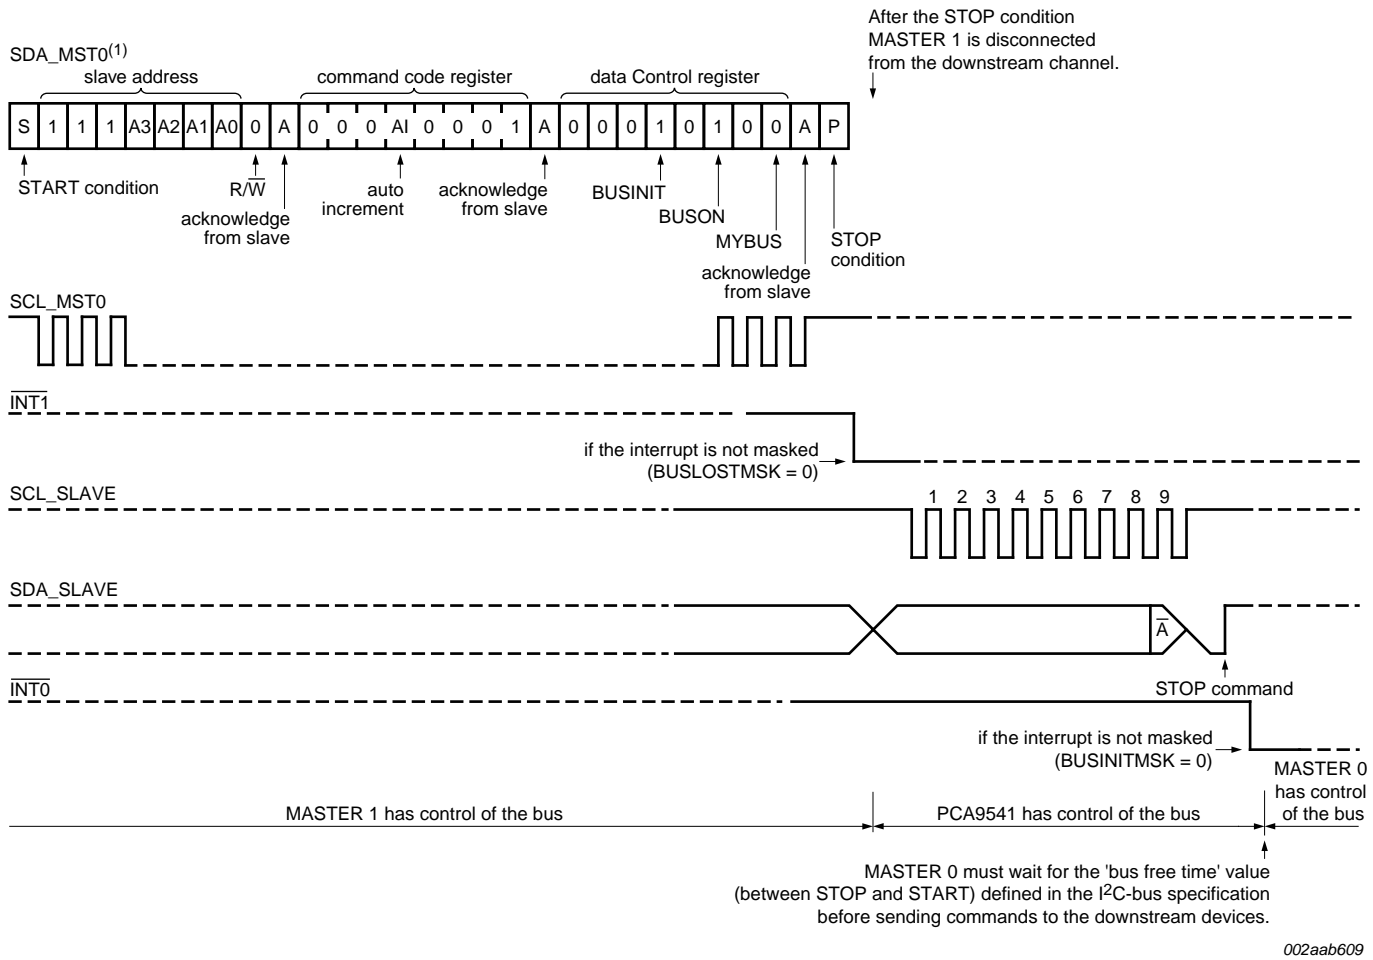 After the STOP condition
MASTER 1 is disconnected
from the downstream channel.
SDA_MST0(1)
slave address
command code register
data Control register
S 1 1 1 A3 A2 A1 A0 0 A 0 0 0 AI 0 0 0 1 A 0 0 0 1 0 1 0 0 A P
START condition
R/W̅
acknowledge
from slave
auto
increment
acknowledge
from slave
BUSINIT
BUSON
MYBUS
acknowledge
from slave
STOP
condition
SCL_MST0
I̅N̅T̅1̅
if the interrupt is not masked
(BUSLOSTMSK = 0)
SCL_SLAVE
1 2 3 4 5 6 7 8 9
SDA_SLAVE
A̅
STOP command
I̅N̅T̅0̅
if the interrupt is not masked
(BUSINITMSK = 0)
MASTER 1 has control of the bus
PCA9541 has control of the bus
MASTER 0
has control
of the bus
MASTER 0 must wait for the 'bus free time' value
(between STOP and START) defined in the I2C-bus specification
before sending commands to the downstream devices.
002aab609